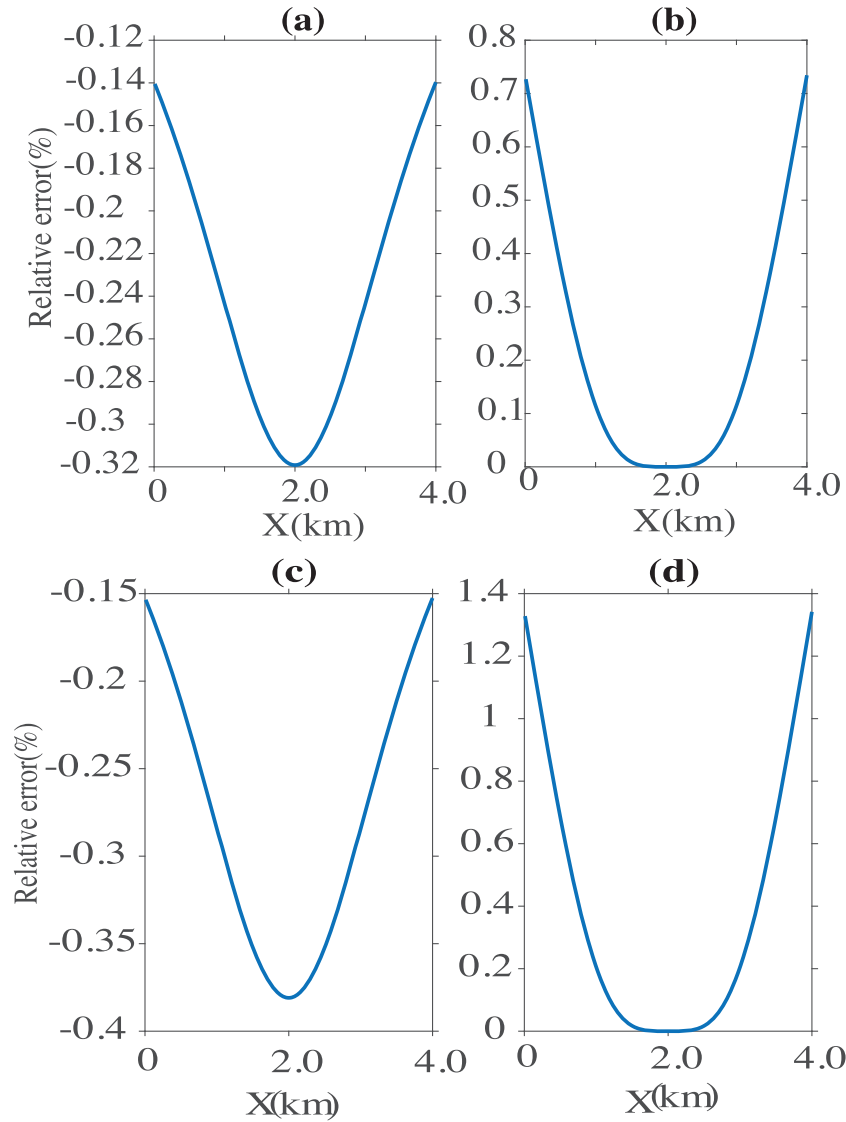 (a)
-0.12
-0.14
-0.16
-0.18
-0.2
-0.22
-0.24
-0.26
-0.28
-0.3
-0.32
Relative error(%)
0 2.0 4.0
X(km)
(b)
0.8
0.7
0.6
0.5
0.4
0.3
0.2
0.1
0
0 2.0 4.0
X(km)
(c)
-0.15
-0.2
-0.25
-0.3
-0.35
-0.4
Relative error(%)
0 2.0 4.0
X(km)
(d)
1.4
1.2
1
0.8
0.6
0.4
0.2
0
0 2.0 4.0
X(km)